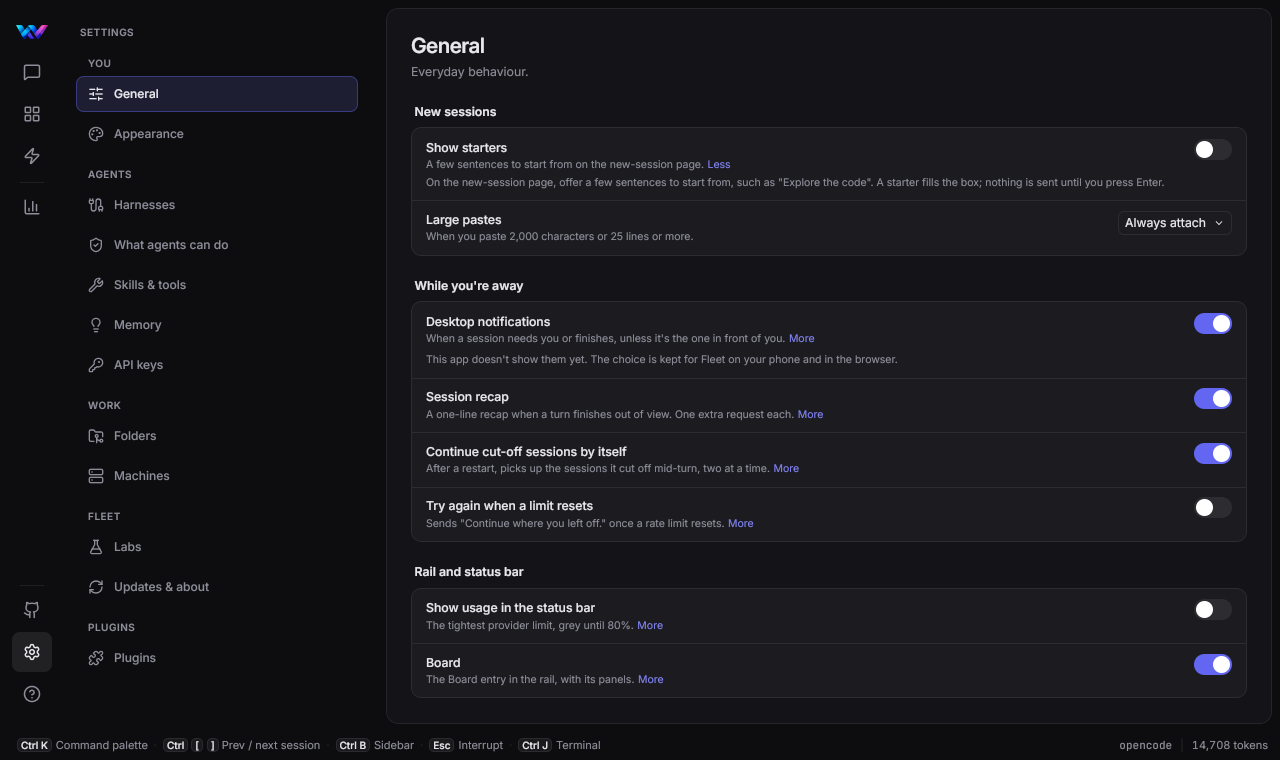 SETTINGS
YOU
General
Appearance
AGENTS
Harnesses
What agents can do
Skills & tools
Memory
API keys
WORK
Folders
Machines
FLEET
Labs
Updates & about
PLUGINS
Plugins
General
Everyday behaviour.
New sessions
Show starters
A few sentences to start from on the new-session page. Less
On the new-session page, offer a few sentences to start from, such as "Explore the code". A starter fills the box; nothing is sent until you press Enter.
Large pastes
Always attach
When you paste 2,000 characters or 25 lines or more.
While you're away
Desktop notifications
When a session needs you or finishes, unless it's the one in front of you. More
This app doesn't show them yet. The choice is kept for Fleet on your phone and in the browser.
Session recap
A one-line recap when a turn finishes out of view. One extra request each. More
Continue cut-off sessions by itself
After a restart, picks up the sessions it cut off mid-turn, two at a time. More
Try again when a limit resets
Sends "Continue where you left off." once a rate limit resets. More
Rail and status bar
Show usage in the status bar
The tightest provider limit, grey until 80%. More
Board
The Board entry in the rail, with its panels. More
Ctrl K Command palette · Ctrl [ ] Prev / next session · Ctrl B Sidebar · Esc Interrupt · Ctrl J Terminal
opencode 14,708 tokens